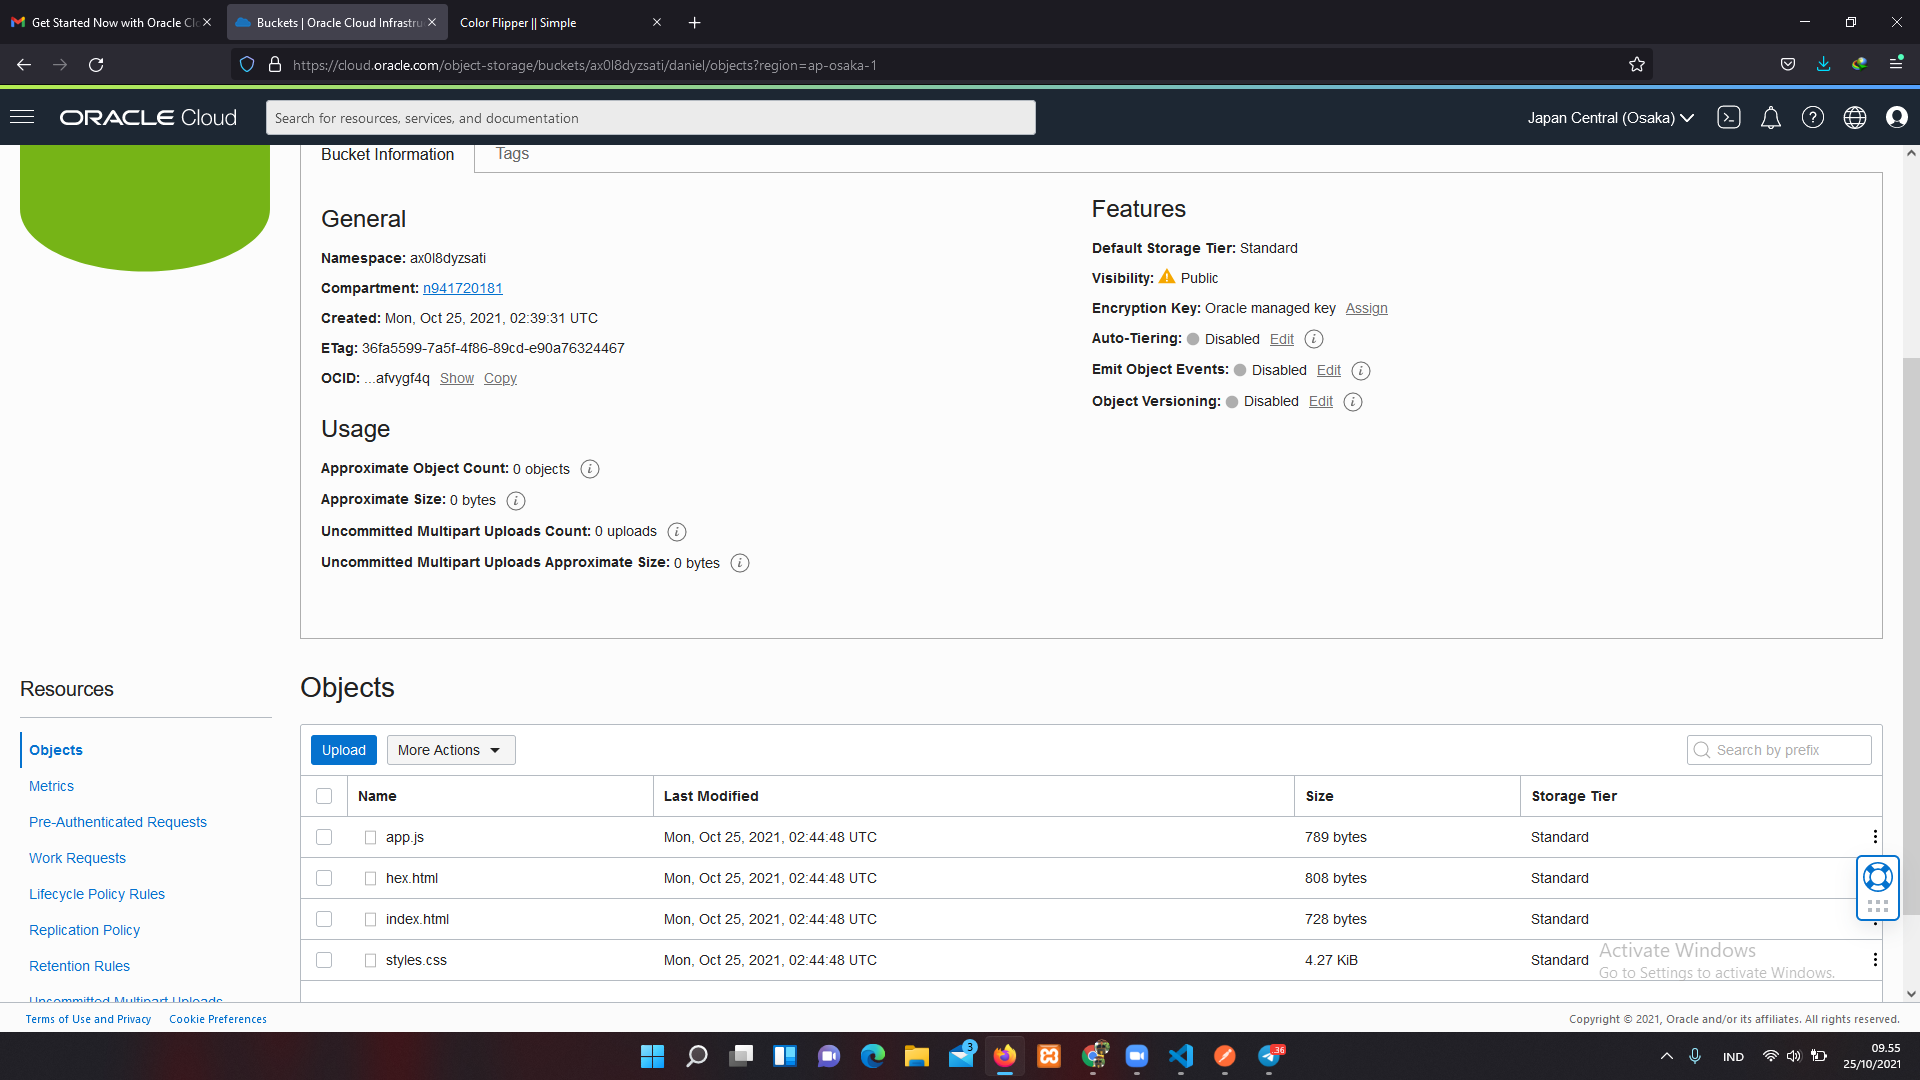 Get Started Now with Oracle Cl
Buckets | Oracle Cloud Infrastru
Color Flipper || Simple
https://cloud.oracle.com/object-storage/buckets/ax0l8dyzsati/daniel/objects?region=ap-osaka-1
ORACLE Cloud
Search for resources, services, and documentation
Japan Central (Osaka)
Bucket Information
Tags
General
Namespace: ax0l8dyzsati
Compartment: n941720181
Created: Mon, Oct 25, 2021, 02:39:31 UTC
ETag: 36fa5599-7a5f-4f86-89cd-e90a76324467
OCID: ...afvygf4q Show Copy
Usage
Approximate Object Count: 0 objects
Approximate Size: 0 bytes
Uncommitted Multipart Uploads Count: 0 uploads
Uncommitted Multipart Uploads Approximate Size: 0 bytes
Features
Default Storage Tier: Standard
Visibility: Public
Encryption Key: Oracle managed key Assign
Auto-Tiering: Disabled Edit
Emit Object Events: Disabled Edit
Object Versioning: Disabled Edit
Resources
Objects
Metrics
Pre-Authenticated Requests
Work Requests
Lifecycle Policy Rules
Replication Policy
Retention Rules
Uncommitted Multipart Uploads
Objects
Upload
More Actions
Search by prefix
Name Last Modified Size Storage Tier
app.js Mon, Oct 25, 2021, 02:44:48 UTC 789 bytes Standard
hex.html Mon, Oct 25, 2021, 02:44:48 UTC 808 bytes Standard
index.html Mon, Oct 25, 2021, 02:44:48 UTC 728 bytes Standard
styles.css Mon, Oct 25, 2021, 02:44:48 UTC 4.27 KiB Standard
Activate Windows
Go to Settings to activate Windows.
Terms of Use and Privacy Cookie Preferences
Copyright © 2021, Oracle and/or its affiliates. All rights reserved.
3
36
IND
09.55
25/10/2021